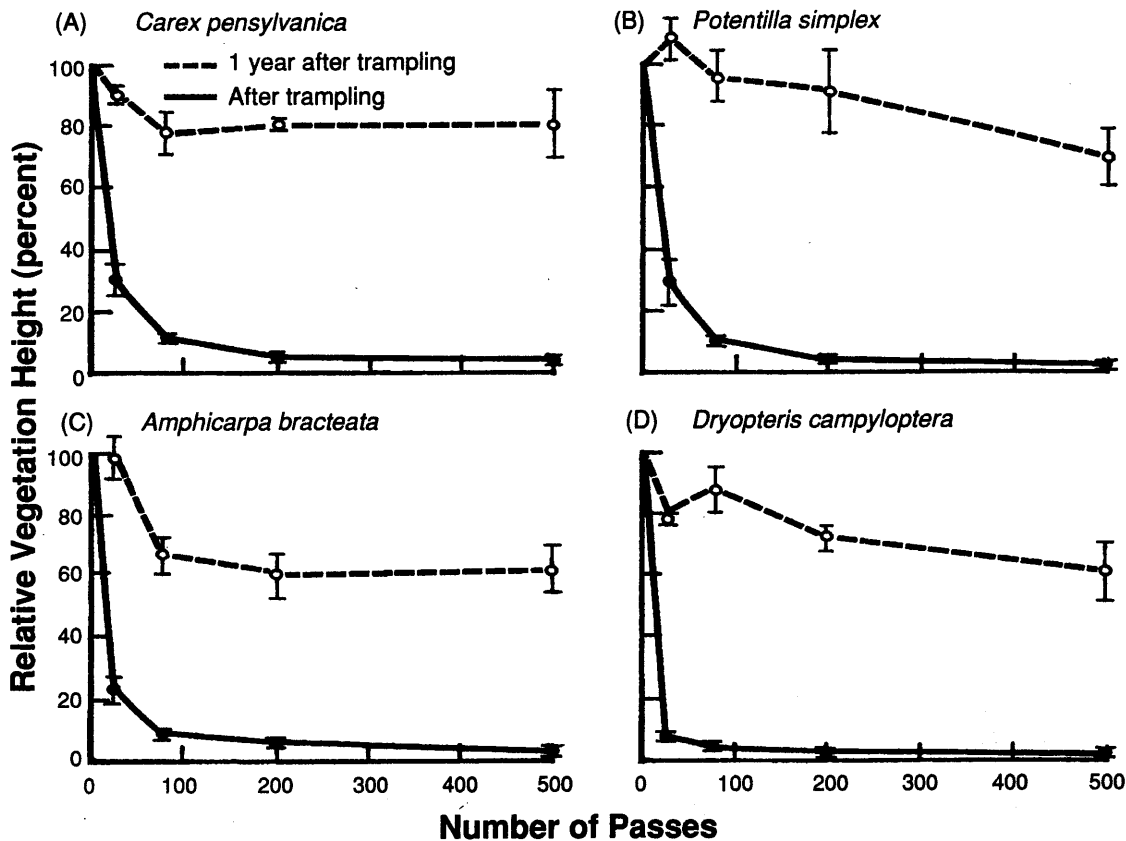 (A) Carex pensylvanica
(B) Potentilla simplex
1 year after trampling
After trampling
100
80
60
40
20
0
(C) Amphicarpa bracteata
(D) Dryopteris campyloptera
100
80
60
40
20
0
0 100 200 300 400 500
0 100 200 300 400 500
Relative Vegetation Height (percent)
Number of Passes